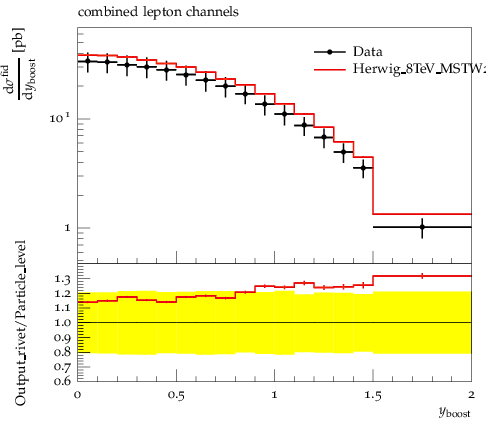 combined lepton channels
dσ^fid / dy_boost [pb]
Data
Herwig_8TeV_MSTW
10^1
1
Output_rivet/Particle_level
1.3
1.2
1.1
1.0
0.9
0.8
0.7
0.6
0 0.5 1 1.5 2
y_boost